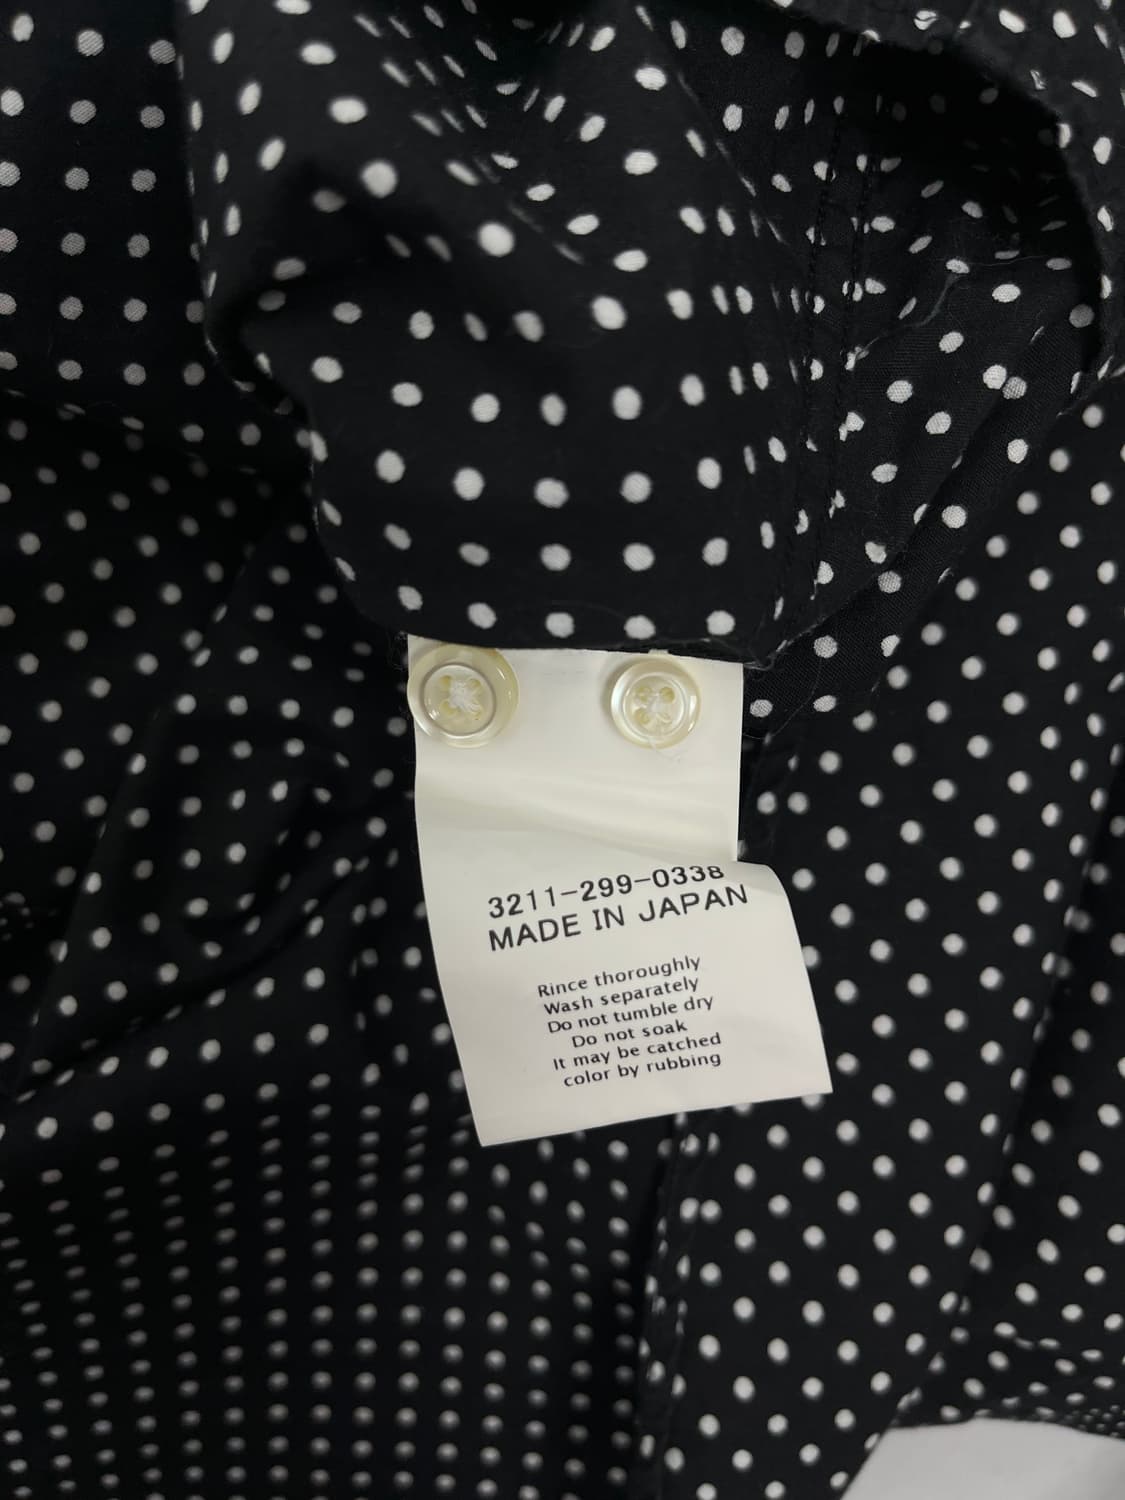 3211-299-0338
MADE IN JAPAN
Rince thoroughly
Wash separately
Do not tumble dry
Do not soak
It may be catched
color by rubbing